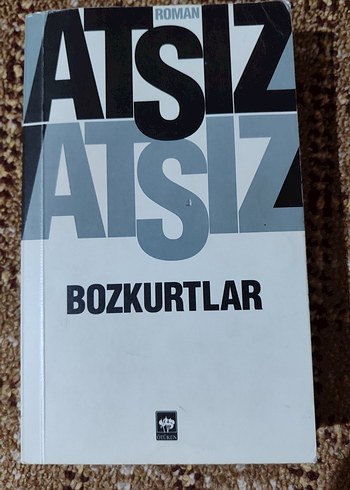 ROMAN
ATSIZ
ATSIZ
BOZKURTLAR
ÖTÜKEN